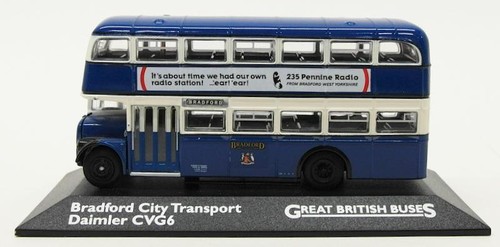 It's about time we had our own
radio station! ..'ear! 'ear!
235 Pennine Radio
FROM BRADFORD WEST YORKSHIRE
BRADFORD
BRADFORD
Bradford City Transport
Daimler CVG6
GREAT BRITISH BUSES